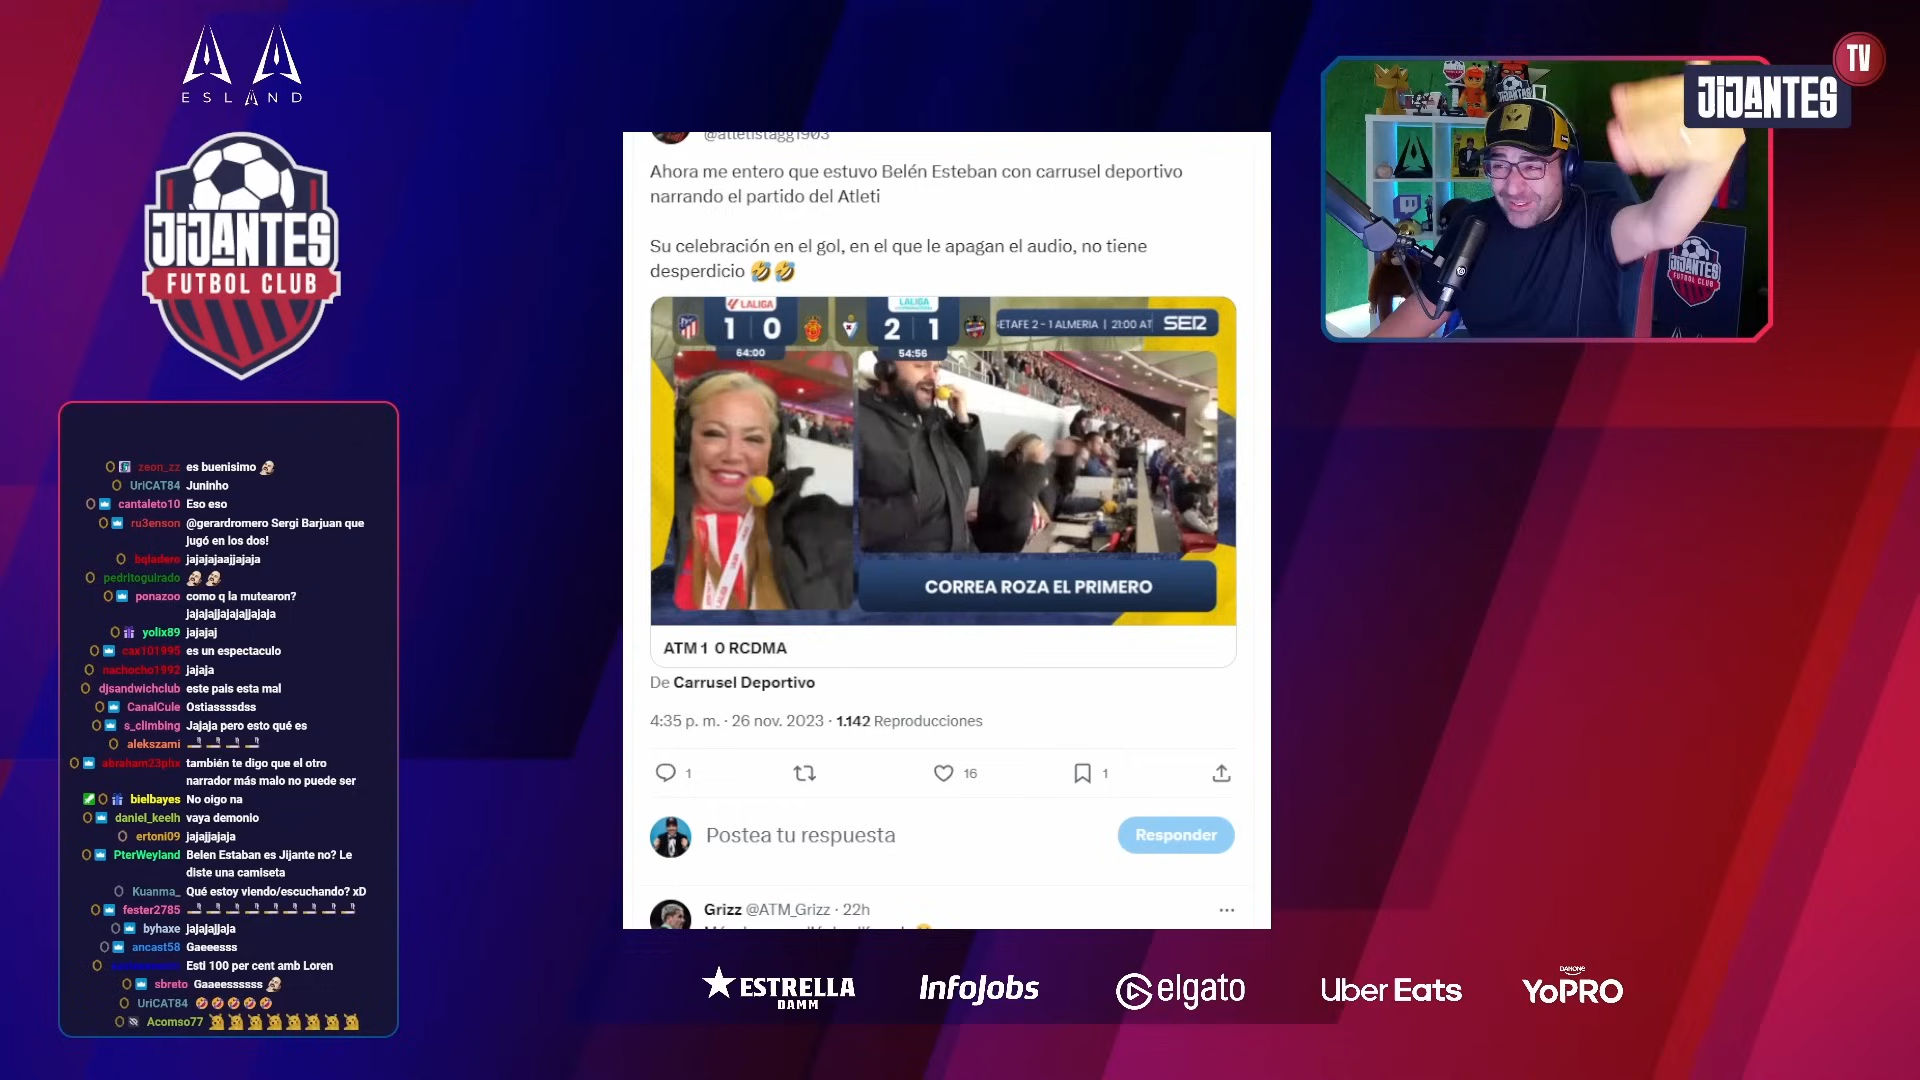 ESLAND
JIJANTES
FUTBOL CLUB
zeon_zz es buenisimo
UriCAT84 Juninho
cantaleto10 Eso eso
ru3enson @gerardromero Sergi Barjuan que
jugó en los dos!
bqladero jajajajaajjajaja
pedritoguirado
ponazoo como q la mutearon?
jajajajjajajajjajaja
yolix89 jajajaj
cax101995 es un espectaculo
nachocho1992 jajaja
djsandwichclub este pais esta mal
CanalCule Ostiassssdss
s_climbing Jajaja pero esto qué es
alekszami
abraham23phx también te digo que el otro
narrador más malo no puede ser
bielbayes No oigo na
daniel_keelh vaya demonio
ertoni09 jajajjajaja
PterWeyland Belen Estaban es Jijante no? Le
diste una camiseta
Kuanma_ Qué estoy viendo/escuchando? xD
fester2785
byhaxe jajajajjaja
ancast58 Gaeeesss
Esti 100 per cent amb Loren
sbreto Gaaeessssss
UriCAT84
Acomso77
@atletistagg1903
Ahora me entero que estuvo Belén Esteban con carrusel deportivo
narrando el partido del Atleti
Su celebración en el gol, en el que le apagan el audio, no tiene
desperdicio 🤣🤣
LALIGA
1 0
64:00
LALIGA
2 1
54:56
ETAFE 2 - 1 ALMERIA | 21:00 AT
SER
CORREA ROZA EL PRIMERO
ATM 1 0 RCDMA
De Carrusel Deportivo
4:35 p. m. · 26 nov. 2023 · 1.142 Reproducciones
1
16
1
Postea tu respuesta
Responder
Grizz @ATM_Grizz · 22h
...
JIJANTES
TV
JIJANTES
FUTBOL CLUB
ESTRELLA
DAMM
InfoJobs
elgato
Uber Eats
DANONE
YoPRO